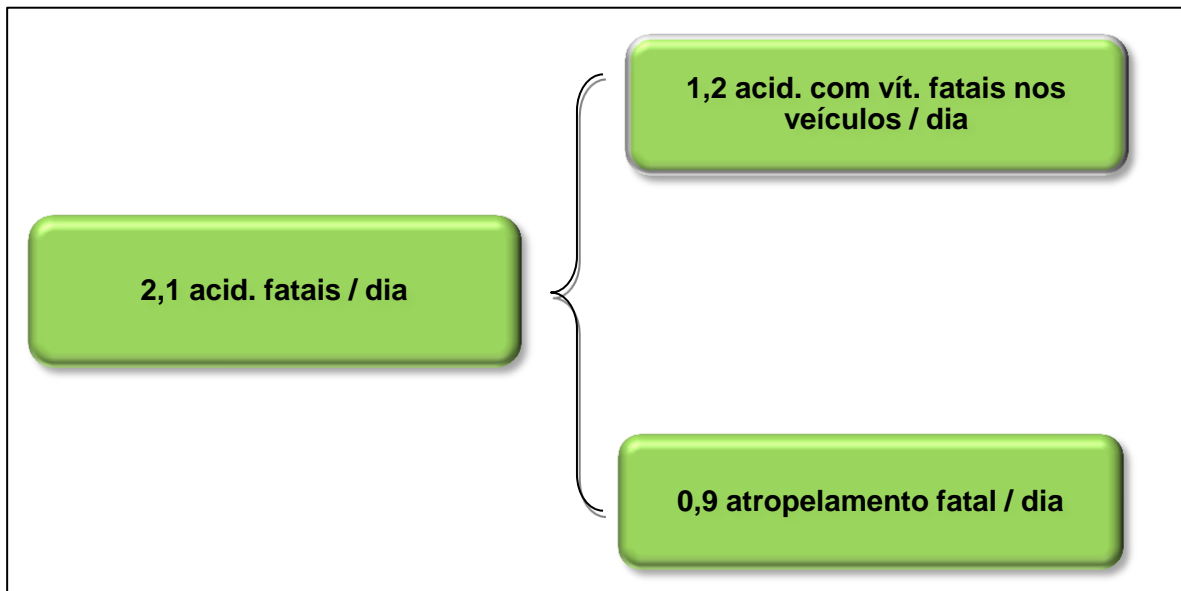 2,1 acid. fatais / dia
1,2 acid. com vít. fatais nos
veículos / dia
0,9 atropelamento fatal / dia